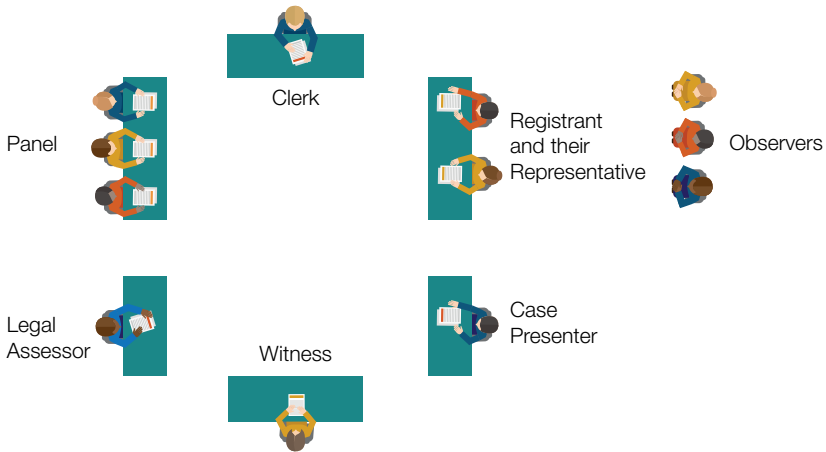 Clerk
Panel
Registrant
and their
Representative
Observers
Legal
Assessor
Case
Presenter
Witness